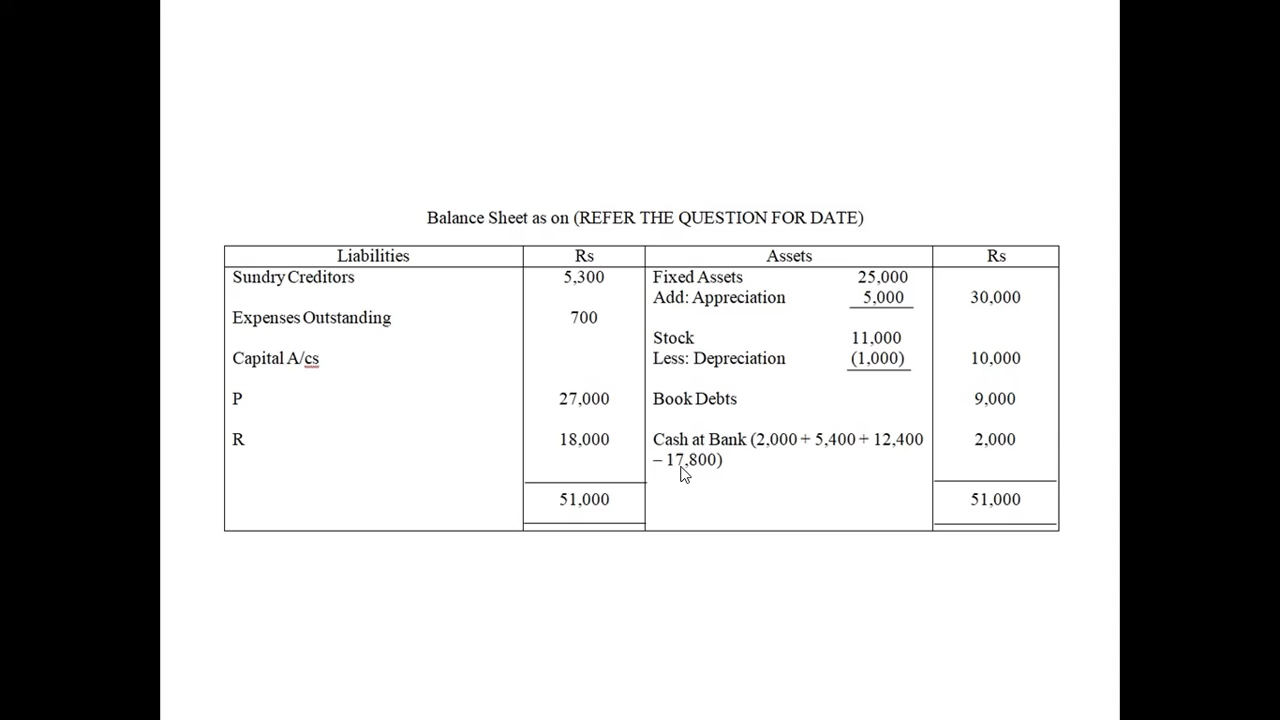 Balance Sheet as on (REFER THE QUESTION FOR DATE)
Liabilities Rs Assets Rs
Sundry Creditors 5,300 Fixed Assets 25,000
Add: Appreciation 5,000 30,000
Expenses Outstanding 700
Stock 11,000
Capital A/cs Less: Depreciation (1,000) 10,000
P 27,000 Book Debts 9,000
R 18,000 Cash at Bank (2,000 + 5,400 + 12,400 2,000
– 17,800)
51,000 51,000